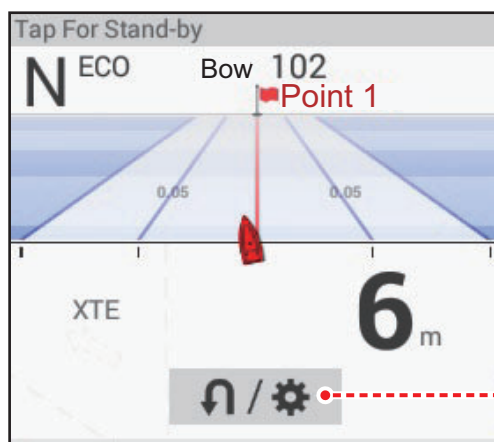 Tap For Stand-by
N ECO Bow 102
Point 1
0.05 0.05
XTE
6 m
/